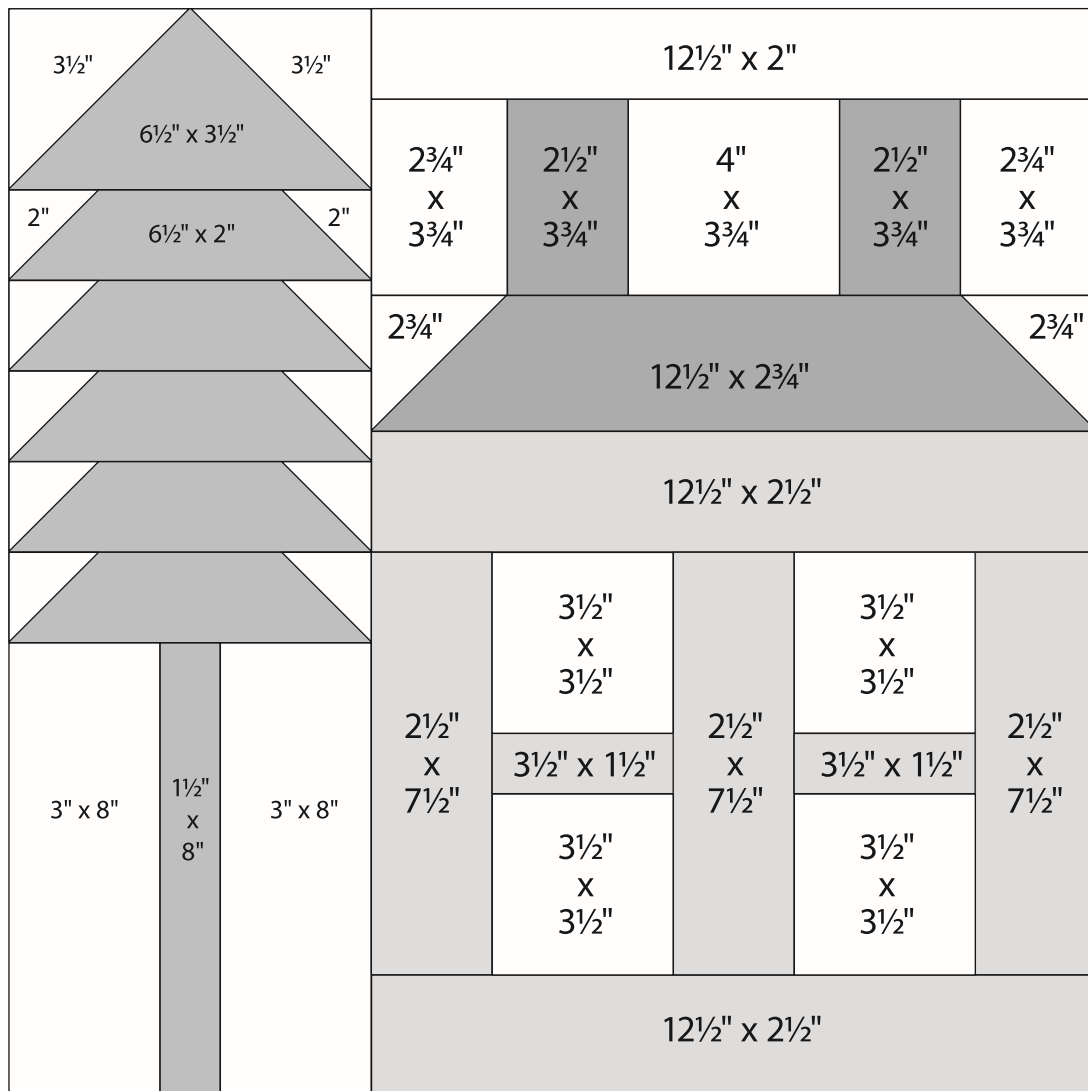 3½"
3½"
6½" x 3½"
2"
6½" x 2"
2"
3" x 8"
1½"
x
8"
3" x 8"
12½" x 2"
2¾"
x
3¾"
2½"
x
3¾"
4"
x
3¾"
2½"
x
3¾"
2¾"
x
3¾"
2¾"
12½" x 2¾"
2¾"
12½" x 2½"
2½"
x
7½"
3½"
x
3½"
3½" x 1½"
3½"
x
3½"
2½"
x
7½"
3½"
x
3½"
3½" x 1½"
3½"
x
3½"
2½"
x
7½"
12½" x 2½"